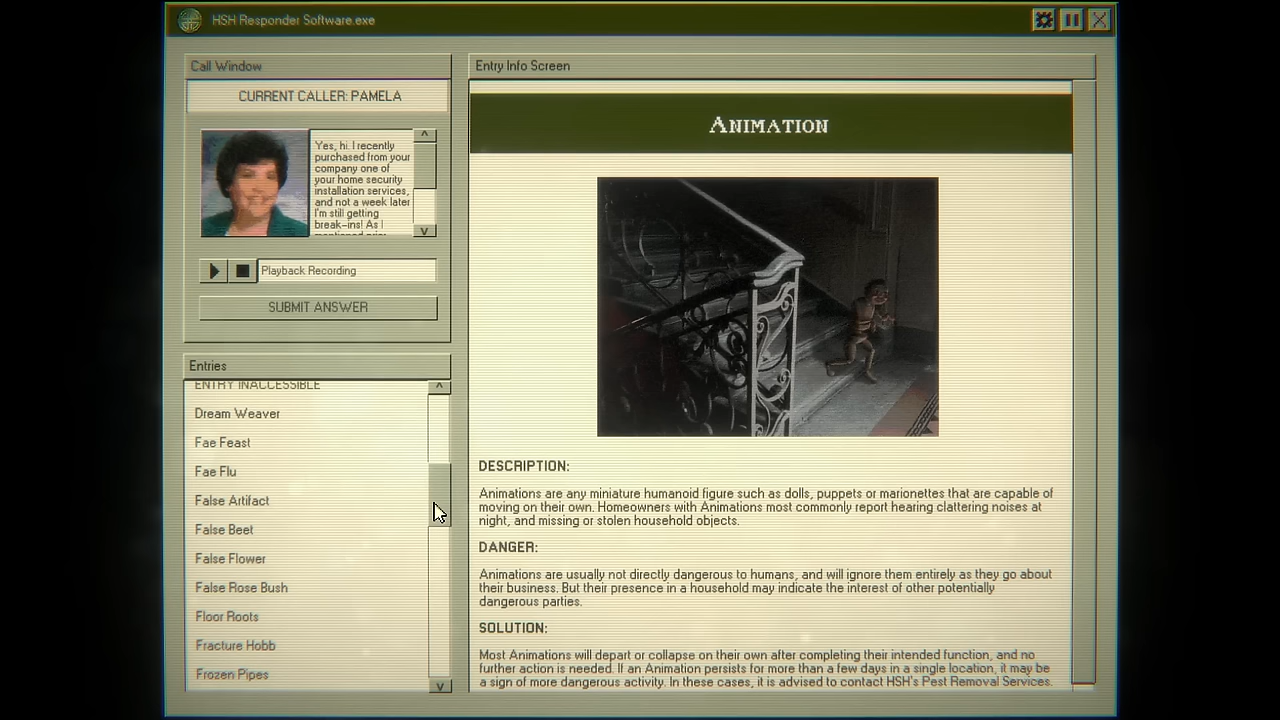 HSH Responder Software.exe
Call Window
CURRENT CALLER: PAMELA
Yes, hi. I recently
purchased from your
company one of
your home security
installation services,
and not a week later
I'm still getting
break-ins! As I
mentioned prior
Playback Recording
SUBMIT ANSWER
Entries
ENTRY INACCESSIBLE
Dream Weaver
Fae Feast
Fae Flu
False Artifact
False Beet
False Flower
False Rose Bush
Floor Roots
Fracture Hobb
Frozen Pipes
Entry Info Screen
ANIMATION
DESCRIPTION:
Animations are any miniature humanoid figure such as dolls, puppets or marionettes that are capable of
moving on their own. Homeowners with Animations most commonly report hearing clattering noises at
night, and missing or stolen household objects.
DANGER:
Animations are usually not directly dangerous to humans, and will ignore them entirely as they go about
their business. But their presence in a household may indicate the interest of other potentially
dangerous parties.
SOLUTION:
Most Animations will depart or collapse on their own after completing their intended function, and no
further action is needed. If an Animation persists for more than a few days in a single location, it may be
a sign of more dangerous activity. In these cases, it is advised to contact HSH's Pest Removal Services.